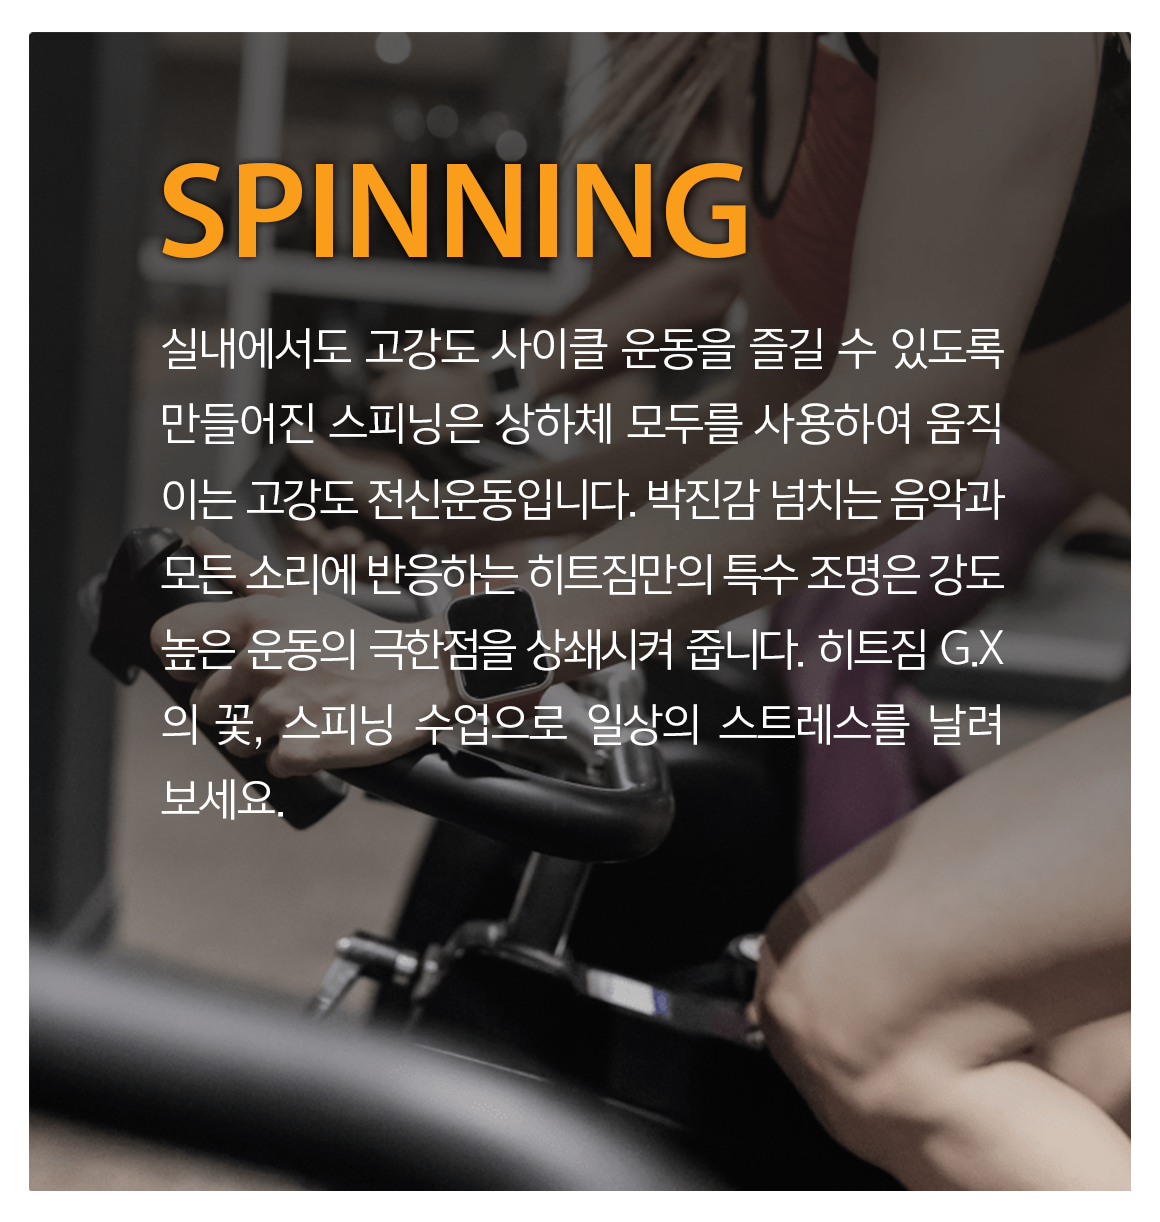 SPINNING
실내에서도 고강도 사이클 운동을 즐길 수 있도록
만들어진 스피닝은 상하체 모두를 사용하여 움직
이는 고강도 전신운동입니다. 박진감 넘치는 음악과
모든 소리에 반응하는 히트짐만의 특수 조명은 강도
높은 운동의 극한점을 상쇄시켜 줍니다. 히트짐 G.X
의 꽃, 스피닝 수업으로 일상의 스트레스를 날려
보세요.